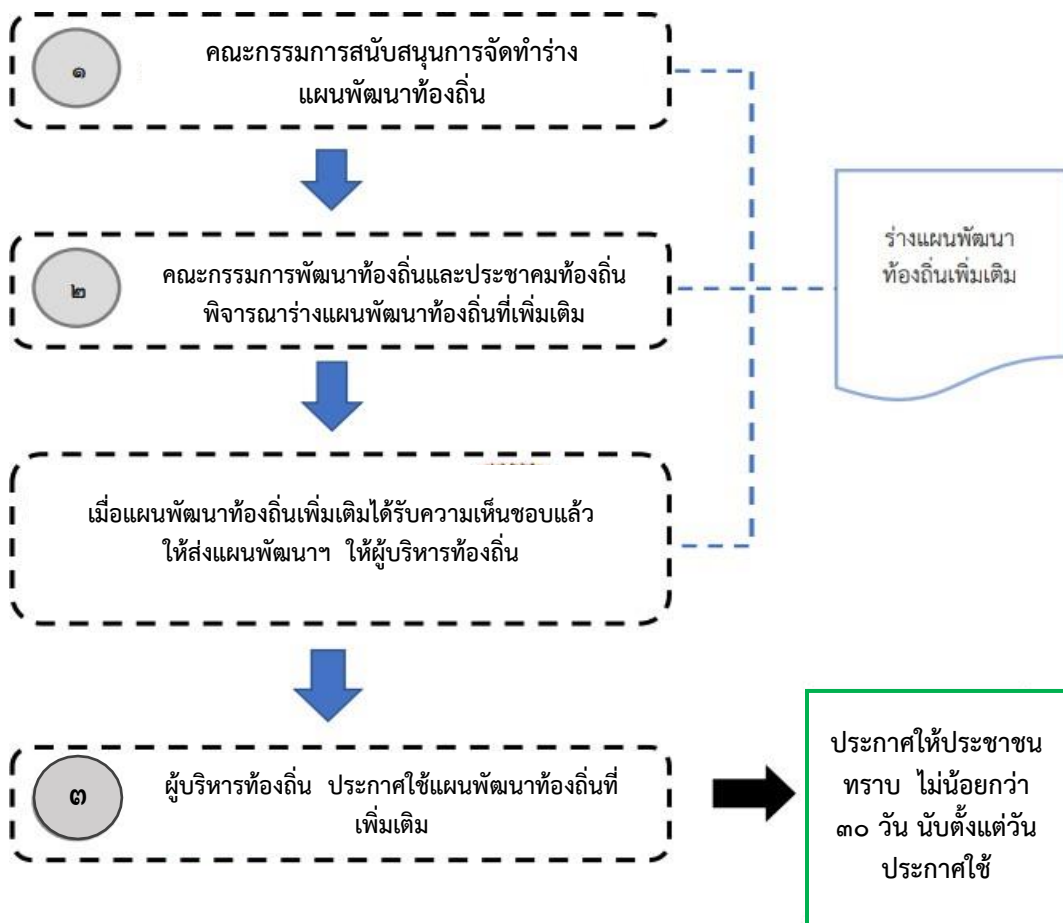 ๑
คณะกรรมการสนับสนุนการจัดทำร่าง
แผนพัฒนาท้องถิ่น
๒
คณะกรรมการพัฒนาท้องถิ่นและประชาคมท้องถิ่น
พิจารณาร่างแผนพัฒนาท้องถิ่นที่เพิ่มเติม
ร่างแผนพัฒนา
ท้องถิ่นเพิ่มเติม
เมื่อแผนพัฒนาท้องถิ่นเพิ่มเติมได้รับความเห็นชอบแล้ว
ให้ส่งแผนพัฒนาฯ ให้ผู้บริหารท้องถิ่น
๓
ผู้บริหารท้องถิ่น ประกาศใช้แผนพัฒนาท้องถิ่นที่
เพิ่มเติม
ประกาศให้ประชาชน
ทราบ ไม่น้อยกว่า
๓๐ วัน นับตั้งแต่วัน
ประกาศใช้